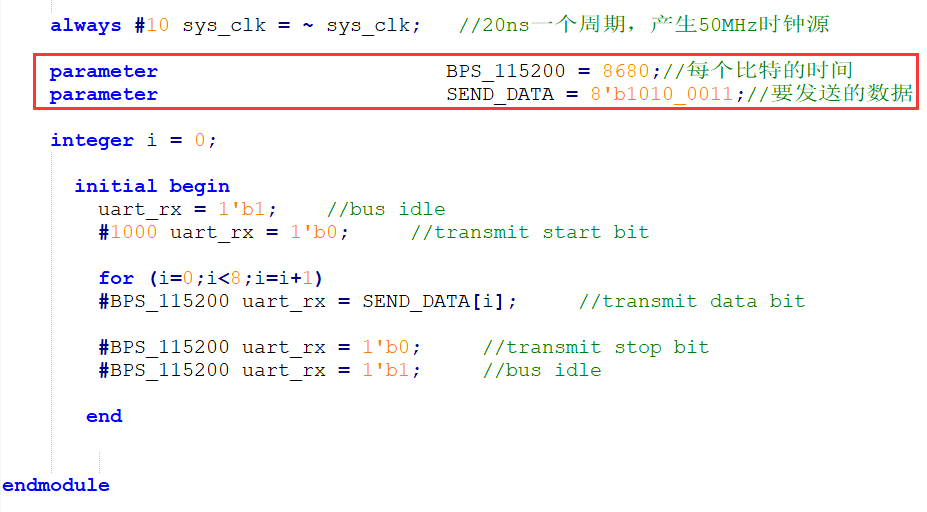 always #10 sys_clk = ~ sys_clk; //20ns一个周期，产生50MHz时钟源
parameter BPS_115200 = 8680;//每个比特的时间
parameter SEND_DATA = 8'b1010_0011;//要发送的数据
integer i = 0;
initial begin
uart_rx = 1'b1; //bus idle
#1000 uart_rx = 1'b0; //transmit start bit
for (i=0;i<8;i=i+1)
#BPS_115200 uart_rx = SEND_DATA[i]; //transmit data bit
#BPS_115200 uart_rx = 1'b0; //transmit stop bit
#BPS_115200 uart_rx = 1'b1; //bus idle
end
endmodule